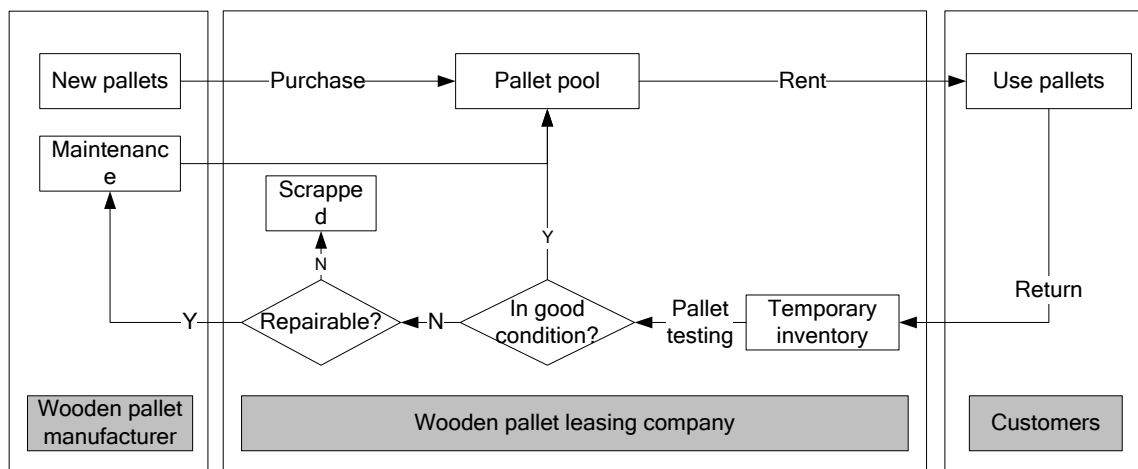 New pallets
Purchase
Pallet pool
Rent
Use pallets
Maintenanc
e
Scrappe
d
Y
N
Y
Repairable?
N
In good
condition?
Pallet
testing
Temporary
inventory
Return
Wooden pallet
manufacturer
Wooden pallet leasing company
Customers